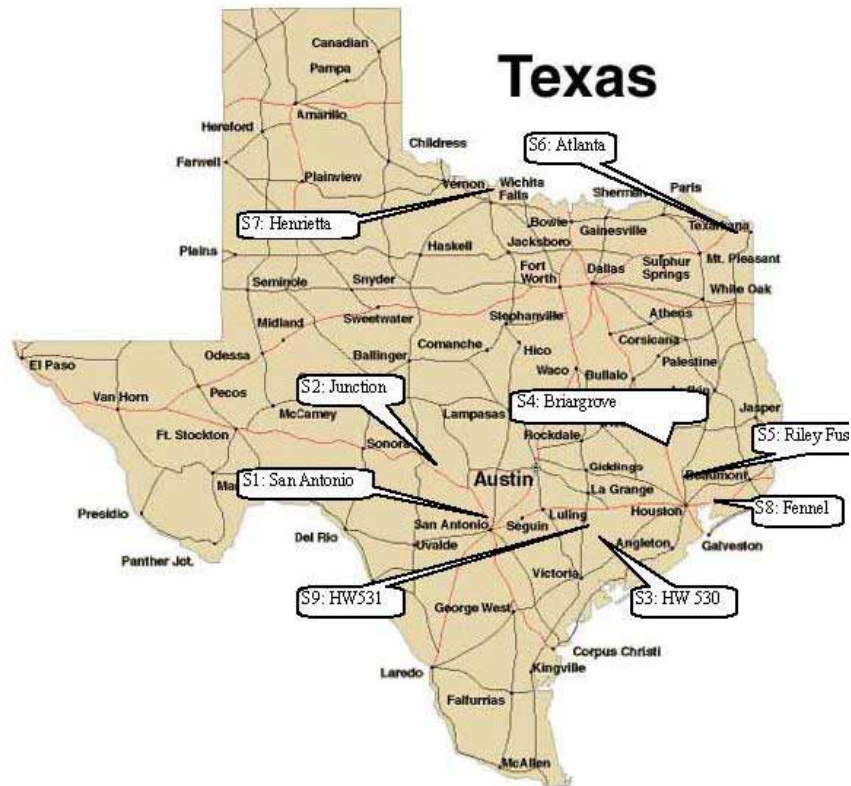 Texas
Canadian
Pampa
Amarillo
Hereford
Childress
Farwell
Plainview
S6: Atlanta
Vernon
Wichita
Falls
Sherman
Paris
S7: Henrietta
Bowie
Gainesville
Texarkana
Plains
Haskell
Jacksboro
Sulphur
Springs
Mt. Pleasant
Seminole
Snyder
Fort
Worth
Dallas
White Oak
Sweetwater
Stephanville
Athens
Midland
Corsicana
Odessa
Ballinger
Comanche
Hico
El Paso
Waco
Bullalo
Palestine
Pecos
S2: Junction
S4: Briargrove
Van Horn
McCamey
Lampasas
Jasper
Ft. Stockton
Sonora
Rockdale
S5: Riley Fus
S1: San Antonio
Austin
Giddings
Beaumont
La Grange
Presidio
San Antonio
Seguin
Luling
Houston
S8: Fennel
Del Rio
Uvalde
Angleton
Galveston
Panther Jct.
Victoria
S9: HW531
S3: HW 530
George West
Corpus Christi
Laredo
Kingville
Falfurrias
McAllen